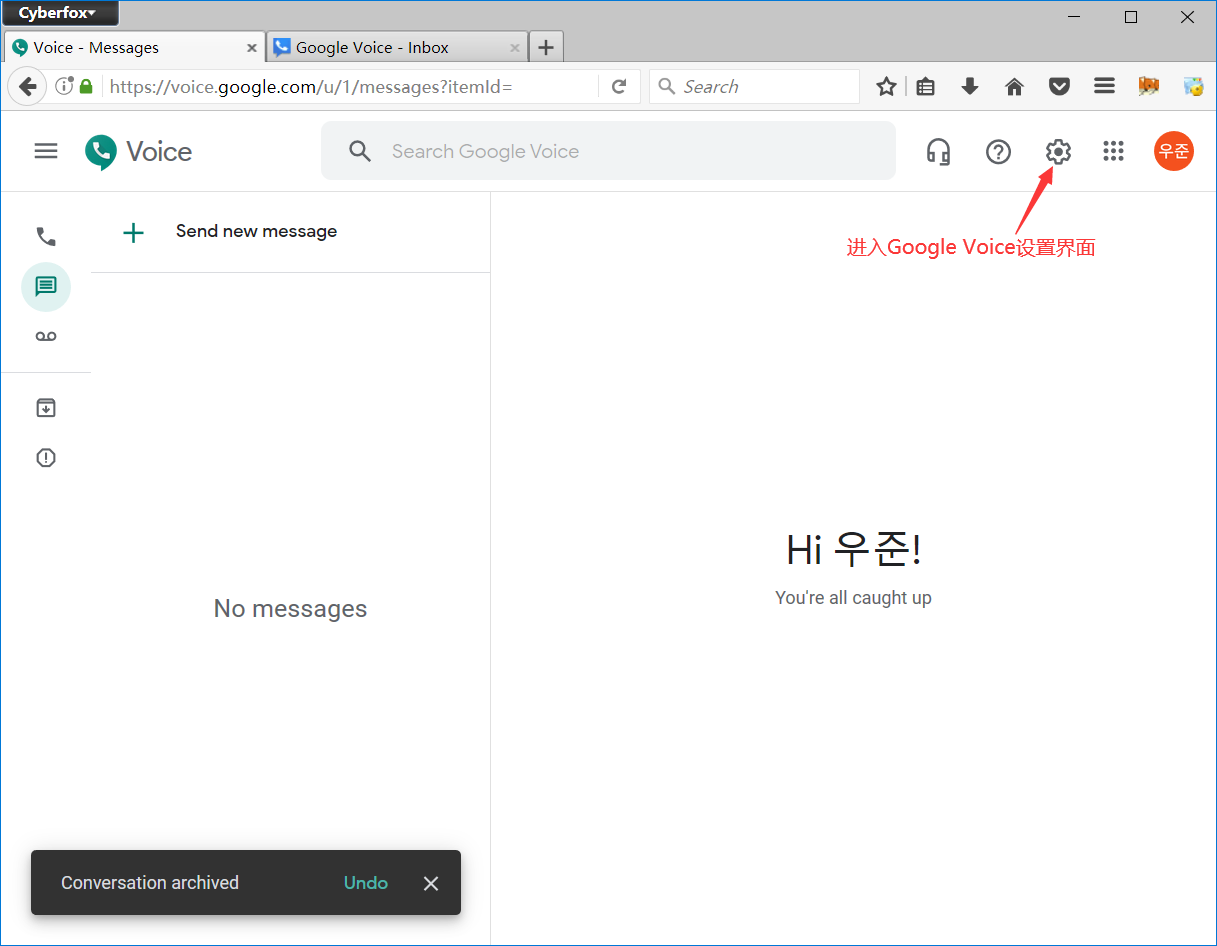 Cyberfox
Voice - Messages
Google Voice - Inbox
https://voice.google.com/u/1/messages?itemId=
Search
Voice
Search Google Voice
우준
Send new message
进入Google Voice设置界面
Hi 우준!
You're all caught up
No messages
Conversation archived
Undo